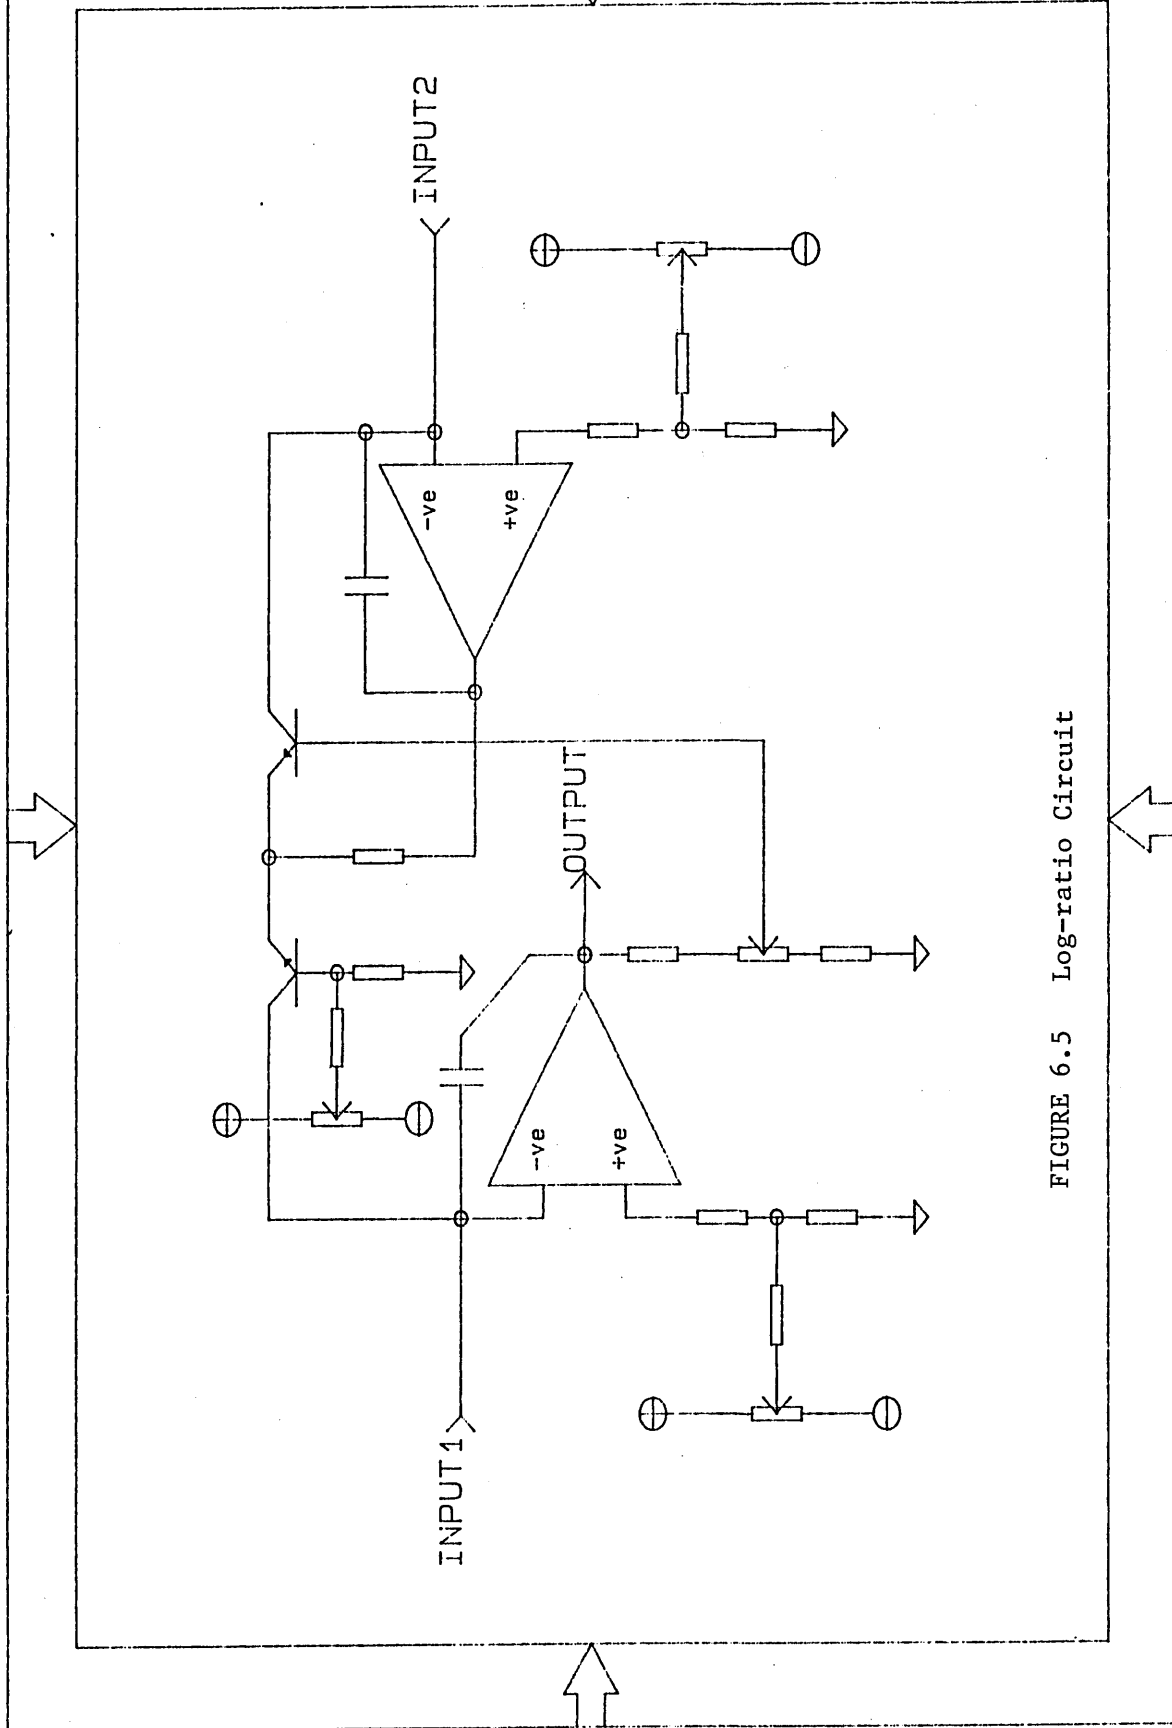 INPUT1
INPUT2
-ve
+ve
-ve
+ve
OUTPUT
FIGURE 6.5 Log-ratio Circuit